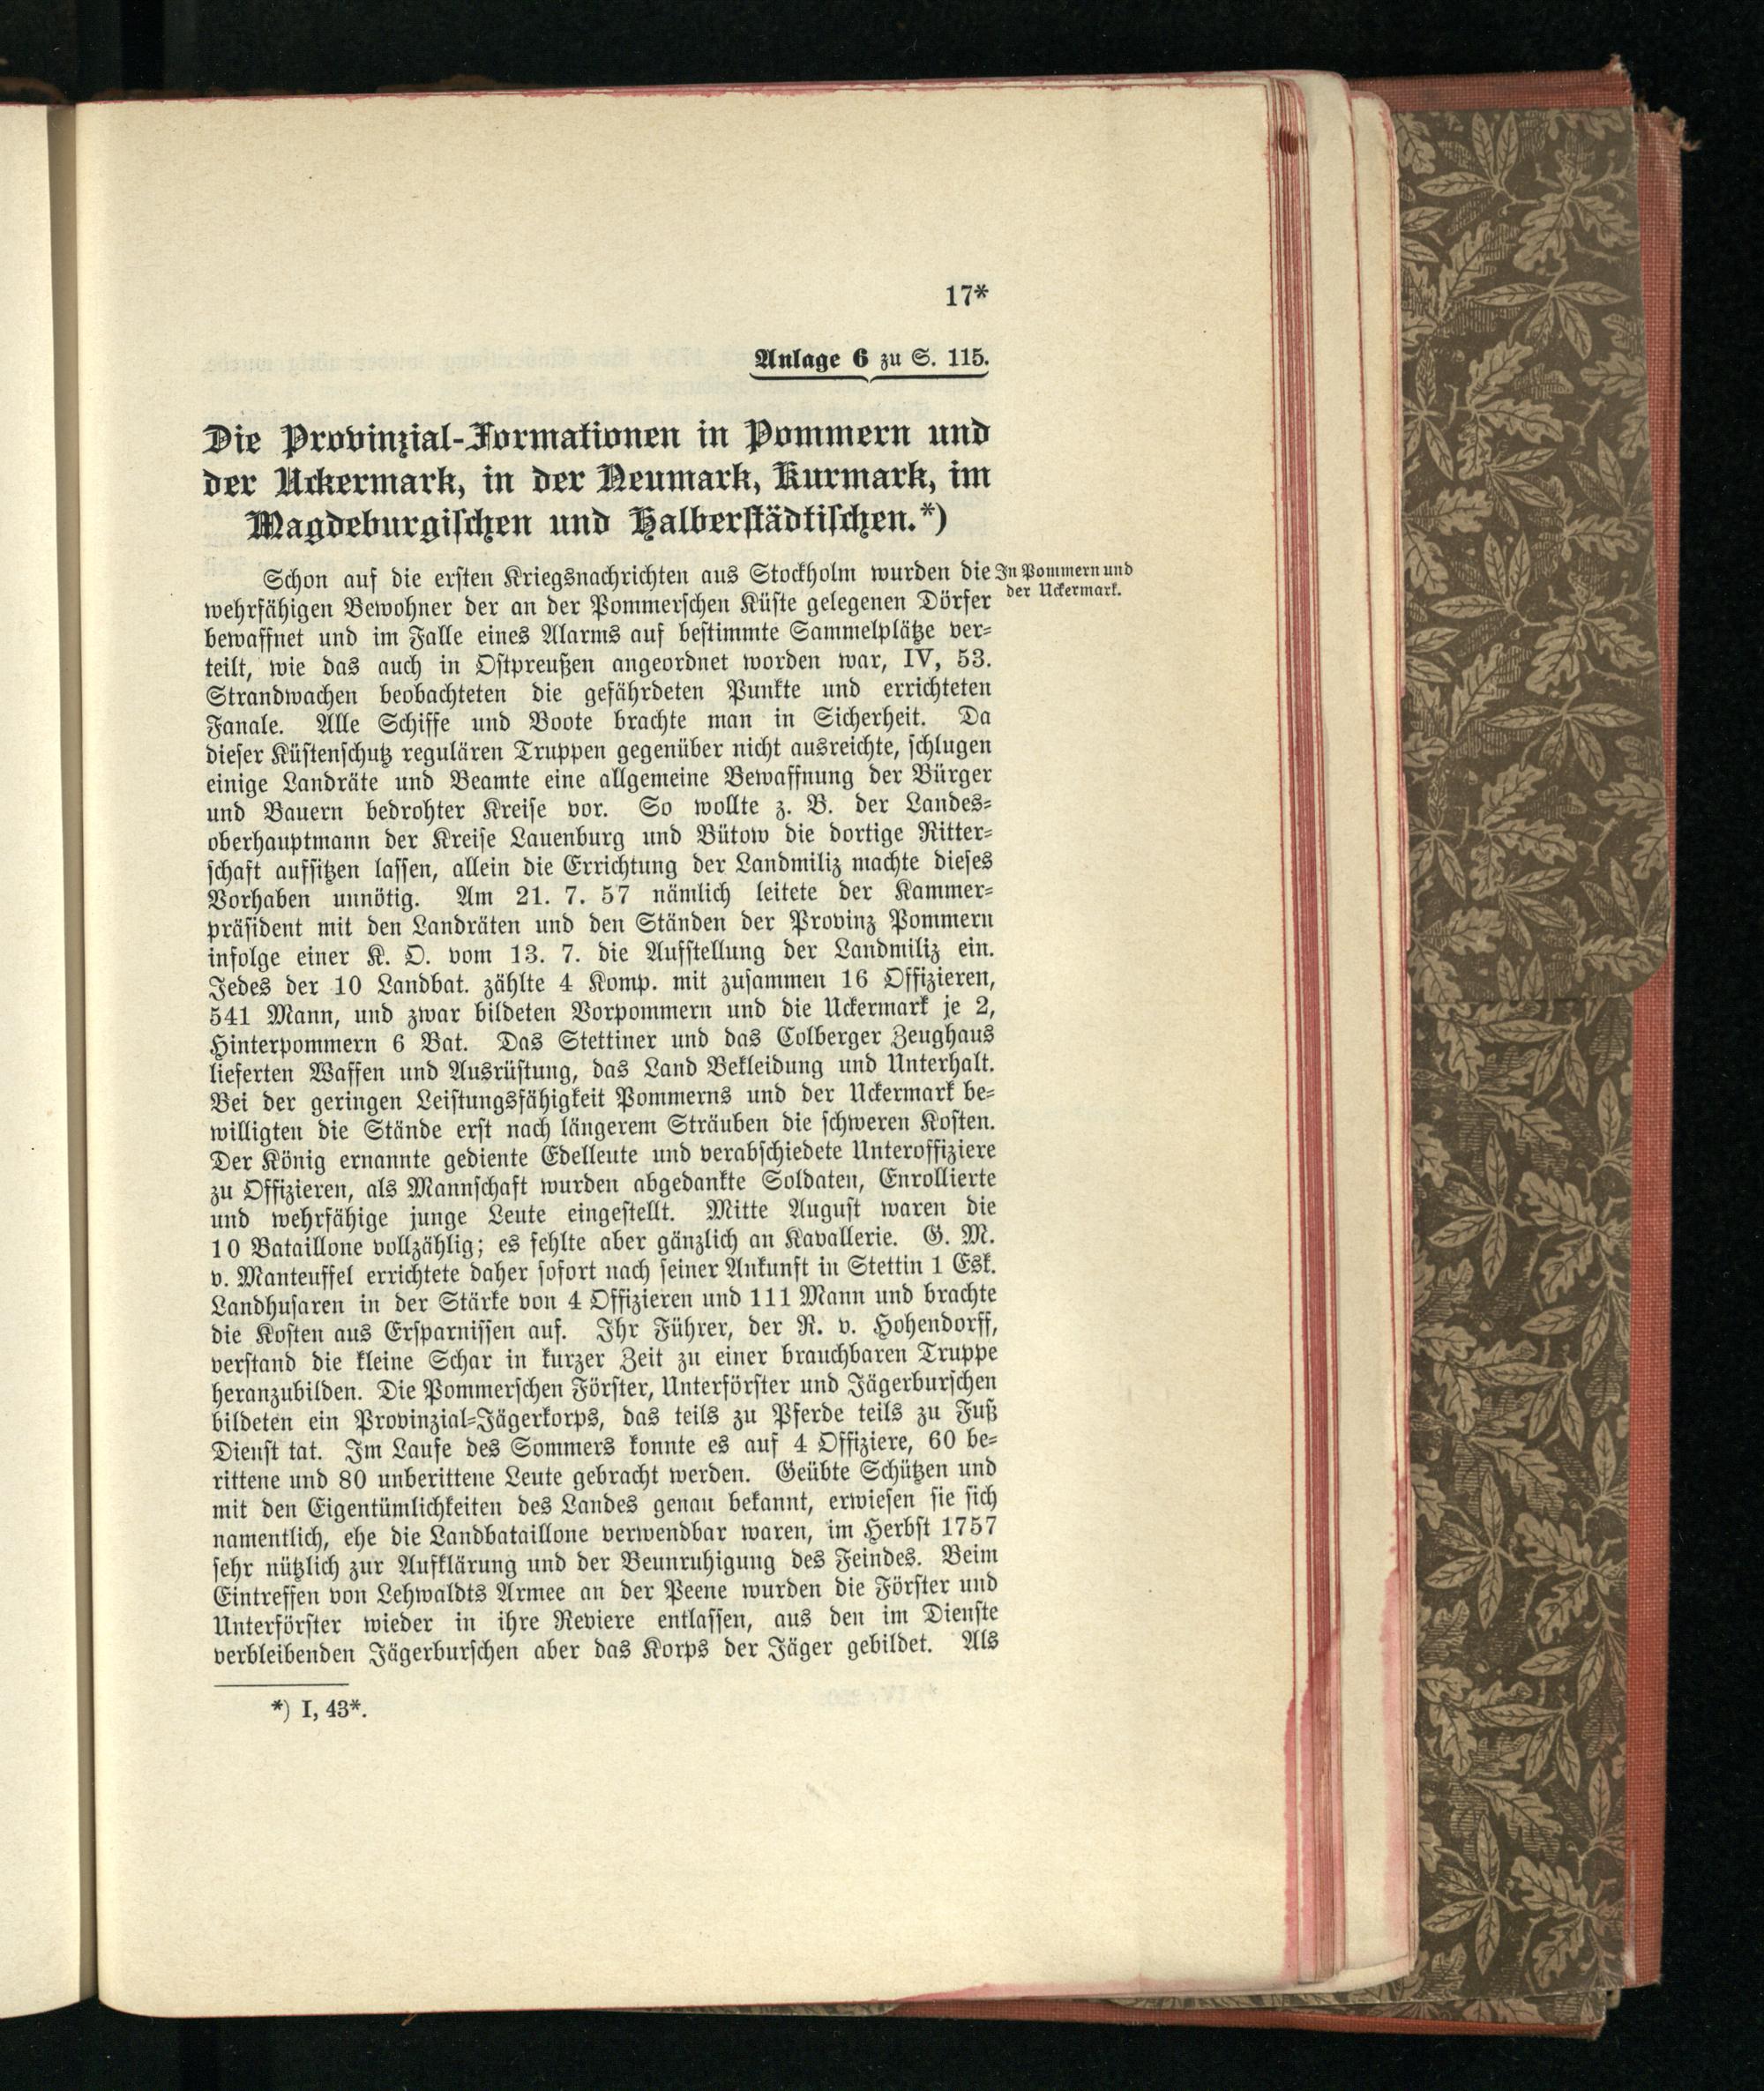 17*
Anlage 6 zu S. 115.
Die Provinzial-Formationen in Pommern und
der Uckermark, in der Neumark, Kurmark, im
Magdeburgischen und Halberstädtischen.*)
Schon auf die ersten Kriegsnachrichten aus Stockholm wurden die
In Pommern und
der Uckermark.
wehrfähigen Bewohner der an der Pommerschen Küste gelegenen Dörfer
bewaffnet und im Falle eines Alarms auf bestimmte Sammelplätze ver-
teilt, wie das auch in Ostpreußen angeordnet worden war, IV, 53.
Strandwachen beobachteten die gefährdeten Punkte und errichteten
Fanale. Alle Schiffe und Boote brachte man in Sicherheit. Da
dieser Küstenschutz regulären Truppen gegenüber nicht ausreichte, schlugen
einige Landräte und Beamte eine allgemeine Bewaffnung der Bürger
und Bauern bedrohter Kreise vor. So wollte z. B. der Landes-
oberhauptmann der Kreise Lauenburg und Bütow die dortige Ritter-
schaft aufsitzen lassen, allein die Errichtung der Landmiliz machte dieses
Vorhaben unnötig. Am 21. 7. 57 nämlich leitete der Kammer-
präsident mit den Landräten und den Ständen der Provinz Pommern
infolge einer K. O. vom 13. 7. die Aufstellung der Landmiliz ein.
Jedes der 10 Landbat. zählte 4 Komp. mit zusammen 16 Offizieren,
541 Mann, und zwar bildeten Vorpommern und die Uckermark je 2,
Hinterpommern 6 Bat. Das Stettiner und das Colberger Zeughaus
lieferten Waffen und Ausrüstung, das Land Bekleidung und Unterhalt.
Bei der geringen Leistungsfähigkeit Pommerns und der Uckermark be-
willigten die Stände erst nach längerem Sträuben die schweren Kosten.
Der König ernannte gediente Edelleute und verabschiedete Unteroffiziere
zu Offizieren, als Mannschaft wurden abgedankte Soldaten, Enrollierte
und wehrfähige junge Leute eingestellt. Mitte August waren die
10 Bataillone vollzählig; es fehlte aber gänzlich an Kavallerie. G. M.
v. Manteuffel errichtete daher sofort nach seiner Ankunft in Stettin 1 Esk.
Landhusaren in der Stärke von 4 Offizieren und 111 Mann und brachte
die Kosten aus Ersparnissen auf. Ihr Führer, der R. v. Hohendorff,
verstand die kleine Schar in kurzer Zeit zu einer brauchbaren Truppe
heranzubilden. Die Pommerschen Förster, Unterförster und Jägerburschen
bildeten ein Provinzial-Jägerkorps, das teils zu Pferde teils zu Fuß
Dienst tat. Im Laufe des Sommers konnte es auf 4 Offiziere, 60 be-
rittene und 80 unberittene Leute gebracht werden. Geübte Schützen und
mit den Eigentümlichkeiten des Landes genau bekannt, erwiesen sie sich
namentlich, ehe die Landbataillone verwendbar waren, im Herbst 1757
sehr nützlich zur Aufklärung und der Beunruhigung des Feindes. Beim
Eintreffen von Lehwaldts Armee an der Peene wurden die Förster und
Unterförster wieder in ihre Reviere entlassen, aus den im Dienste
verbleibenden Jägerburschen aber das Korps der Jäger gebildet. Als
*) I, 43*.